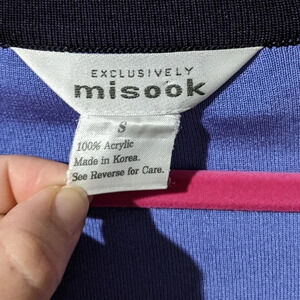 EXCLUSIVELY
misook
S
100% Acrylic
Made in Korea.
See Reverse for Care.